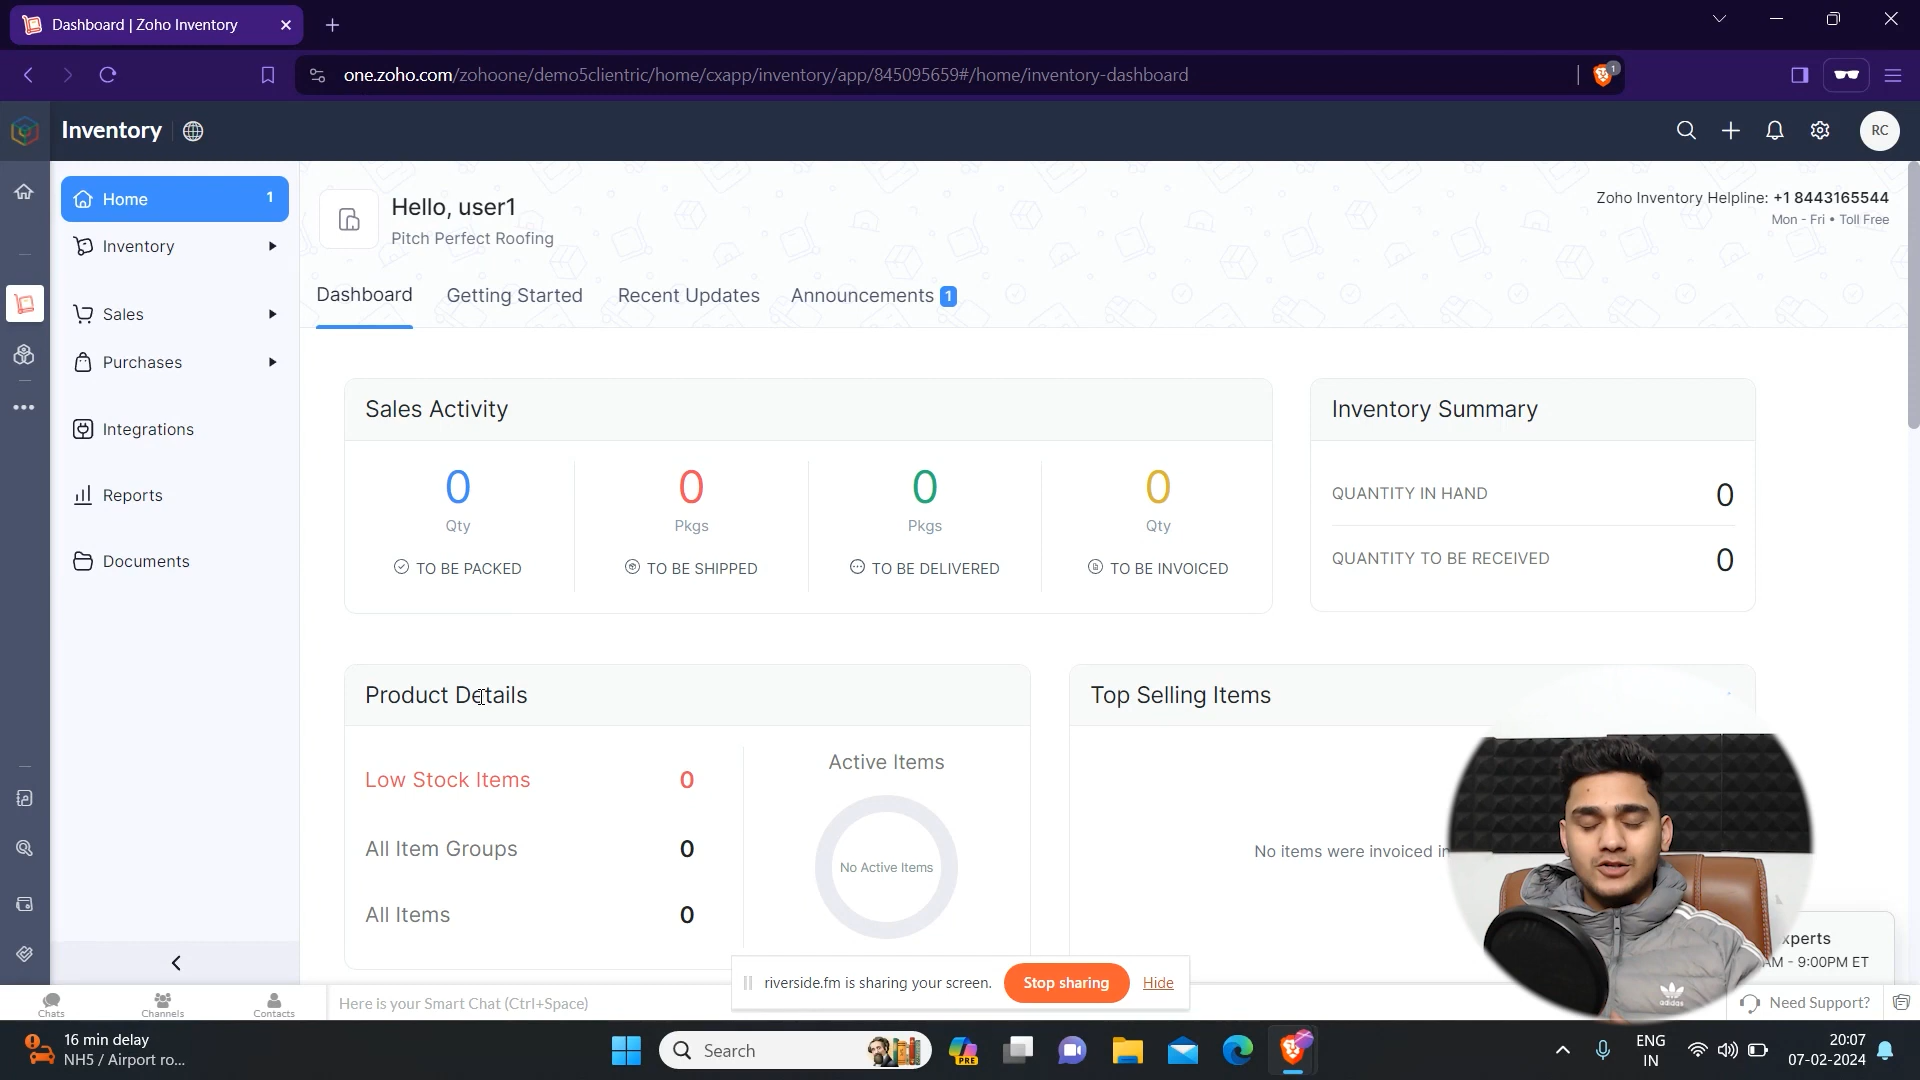 Dashboard | Zoho Inventory
one.zoho.com/zohoone/demo5clientric/home/cxapp/inventory/app/845095659#/home/inventory-dashboard
1
Inventory
RC
Home 1
Inventory
Sales
Purchases
Integrations
Reports
Documents
Hello, user1
Pitch Perfect Roofing
Zoho Inventory Helpline: +1 8443165544
Mon - Fri • Toll Free
Dashboard Getting Started Recent Updates Announcements 1
Sales Activity
0 0 0 0
Qty Pkgs Pkgs Qty
TO BE PACKED TO BE SHIPPED TO BE DELIVERED TO BE INVOICED
Inventory Summary
QUANTITY IN HAND 0
QUANTITY TO BE RECEIVED 0
Product Details
Low Stock Items 0
All Item Groups 0
All Items 0
Active Items
No Active Items
Top Selling Items
No items were invoiced in
xperts
AM - 9:00PM ET
adidas
riverside.fm is sharing your screen. Stop sharing Hide
Chats Channels Contacts
Here is your Smart Chat (Ctrl+Space)
Need Support?
16 min delay
NH5 / Airport ro...
Search
PRE
ENG
IN
20:07
07-02-2024